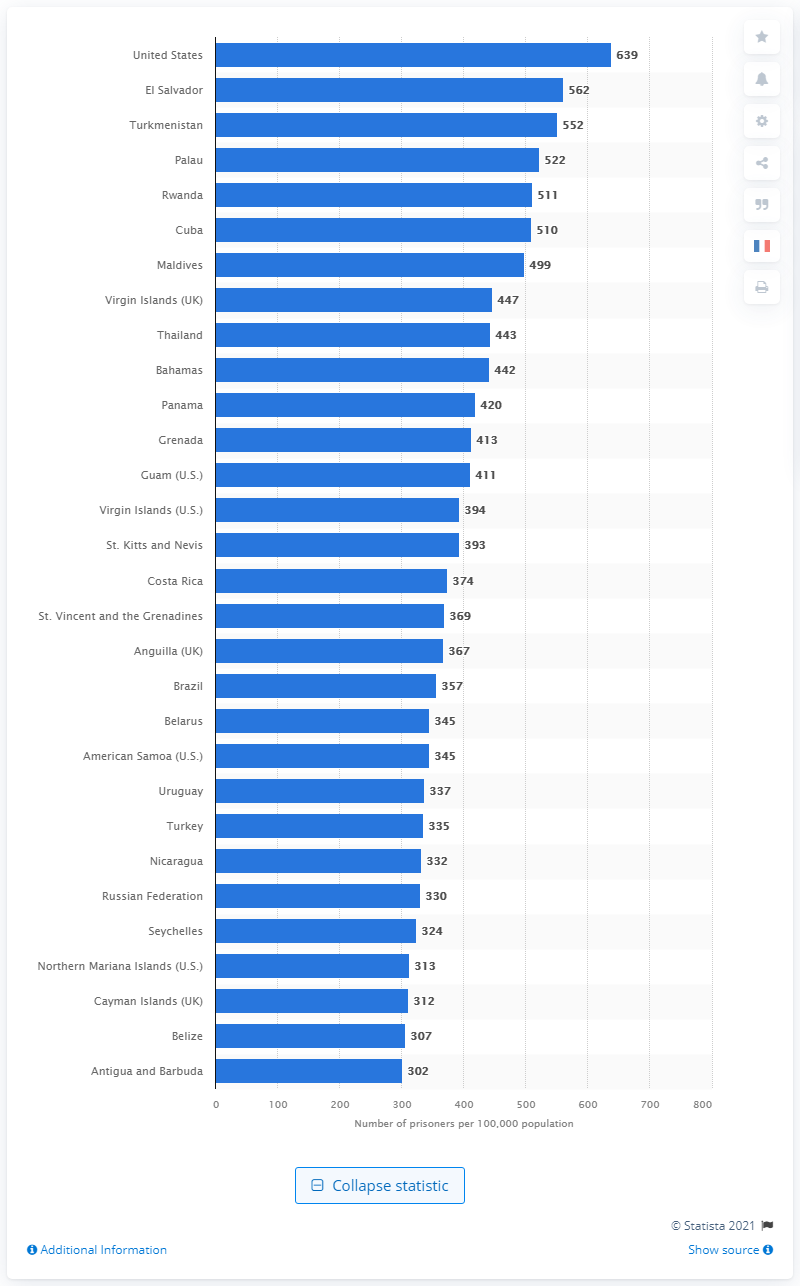 United States 639
El Salvador 562
Turkmenistan 552
Palau 522
Rwanda 511
Cuba 510
Maldives 499
Virgin Islands (UK) 447
Thailand 443
Bahamas 442
Panama 420
Grenada 413
Guam (U.S.) 411
Virgin Islands (U.S.) 394
St. Kitts and Nevis 393
Costa Rica 374
St. Vincent and the Grenadines 369
Anguilla (UK) 367
Brazil 357
Belarus 345
American Samoa (U.S.) 345
Uruguay 337
Turkey 335
Nicaragua 332
Russian Federation 330
Seychelles 324
Northern Mariana Islands (U.S.) 313
Cayman Islands (UK) 312
Belize 307
Antigua and Barbuda 302
0 100 200 300 400 500 600 700 800
Number of prisoners per 100,000 population
Collapse statistic
© Statista 2021
Additional Information Show source